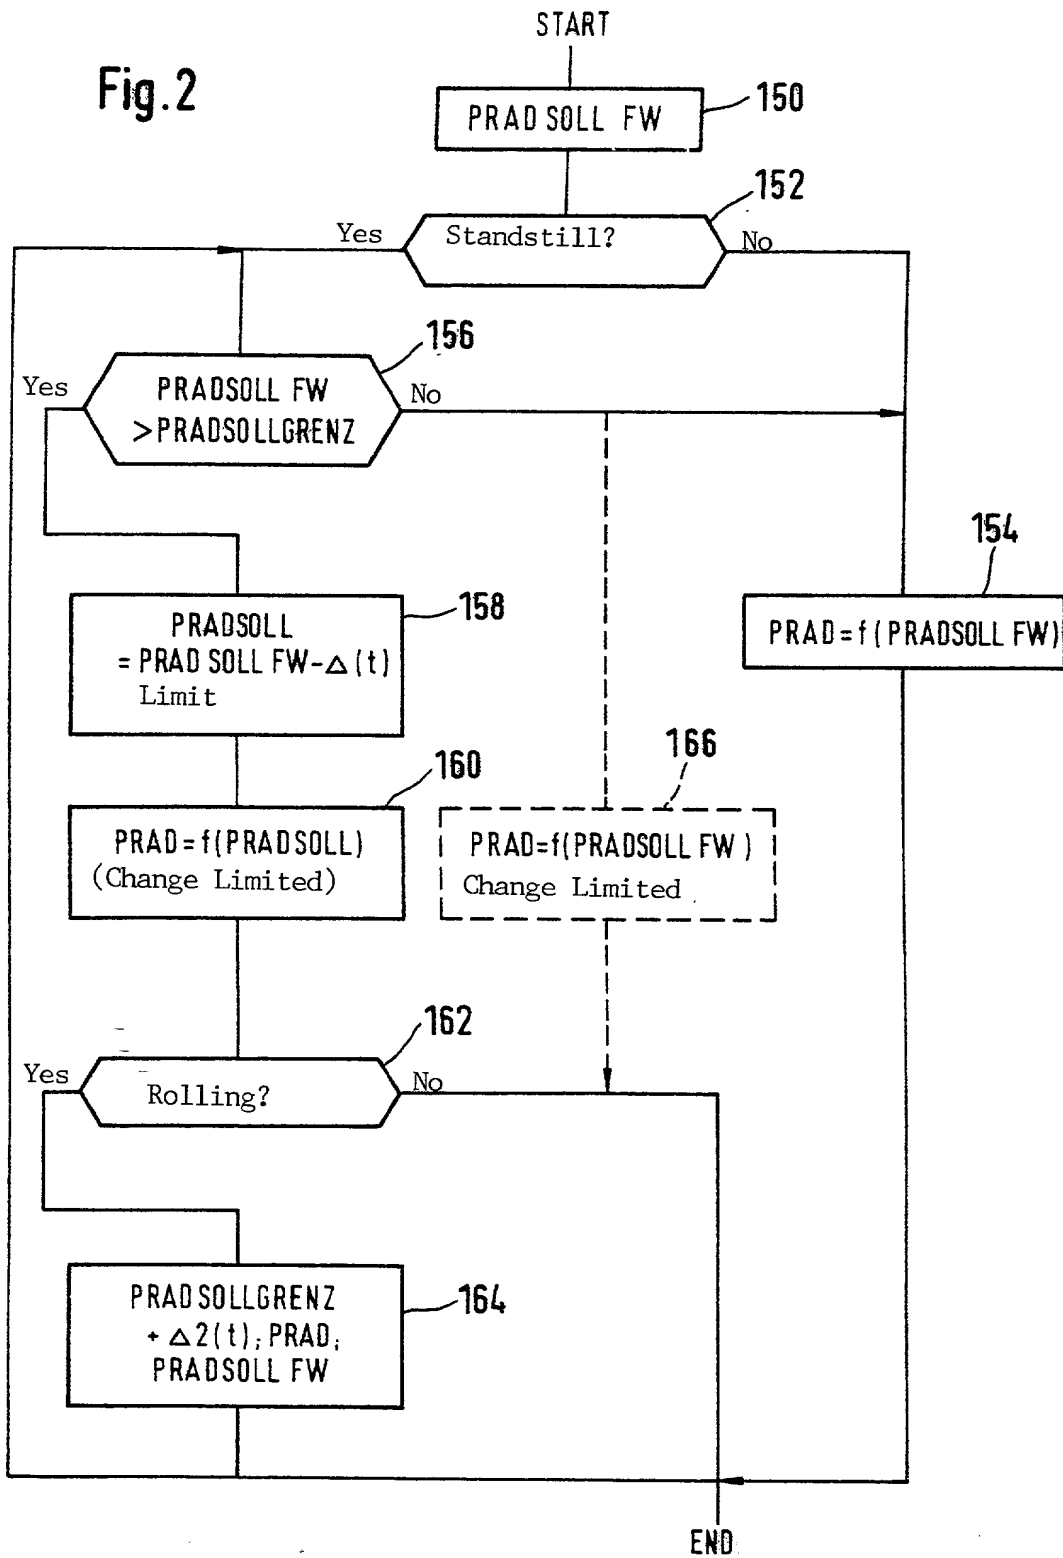 START
Fig.2
PRAD SOLL FW
150
152
Yes
Standstill?
No
156
Yes
PRADSOLL FW
No
>PRADSOLLGRENZ
154
158
PRADSOLL
= PRAD SOLL FW-Δ(t)
Limit
PRAD=f(PRADSOLL FW)
166
160
PRAD=f(PRADSOLL)
(Change Limited)
PRAD=f(PRADSOLL FW)
Change Limited
162
Yes
Rolling?
No
164
PRADSOLLGRENZ
+ Δ2(t); PRAD;
PRADSOLL FW
END